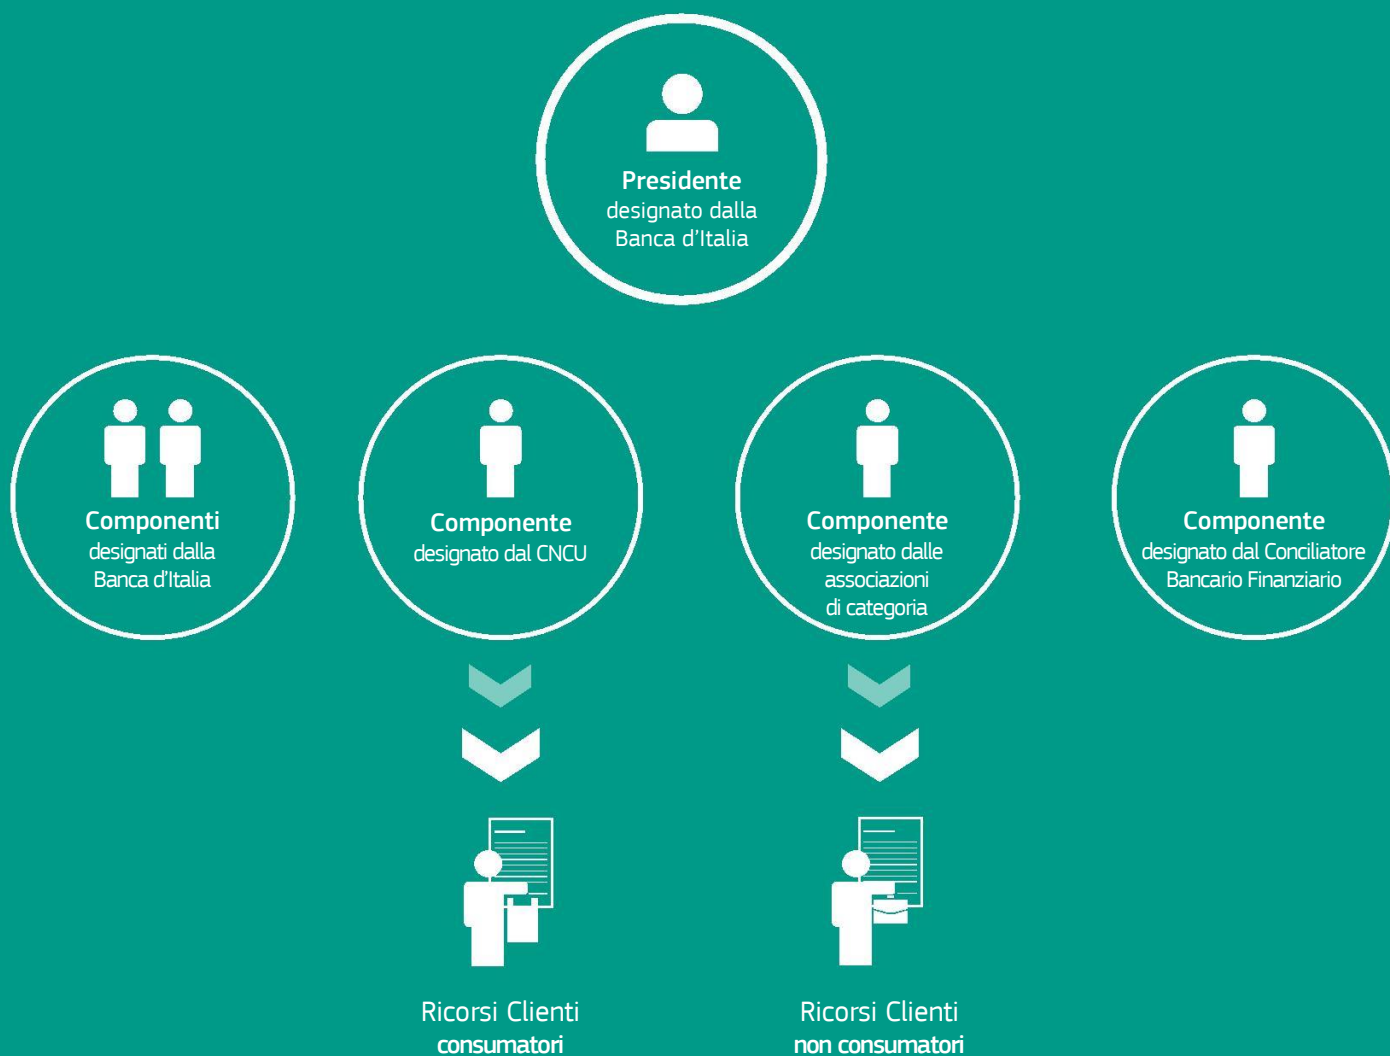 Presidente
designato dalla
Banca d'Italia
Componenti
designati dalla
Banca d'Italia
Componente
designato dal CNCU
Componente
designato dalle
associazioni
di categoria
Componente
designato dal Conciliatore
Bancario Finanziario
Ricorsi Clienti
consumatori
Ricorsi Clienti
non consumatori